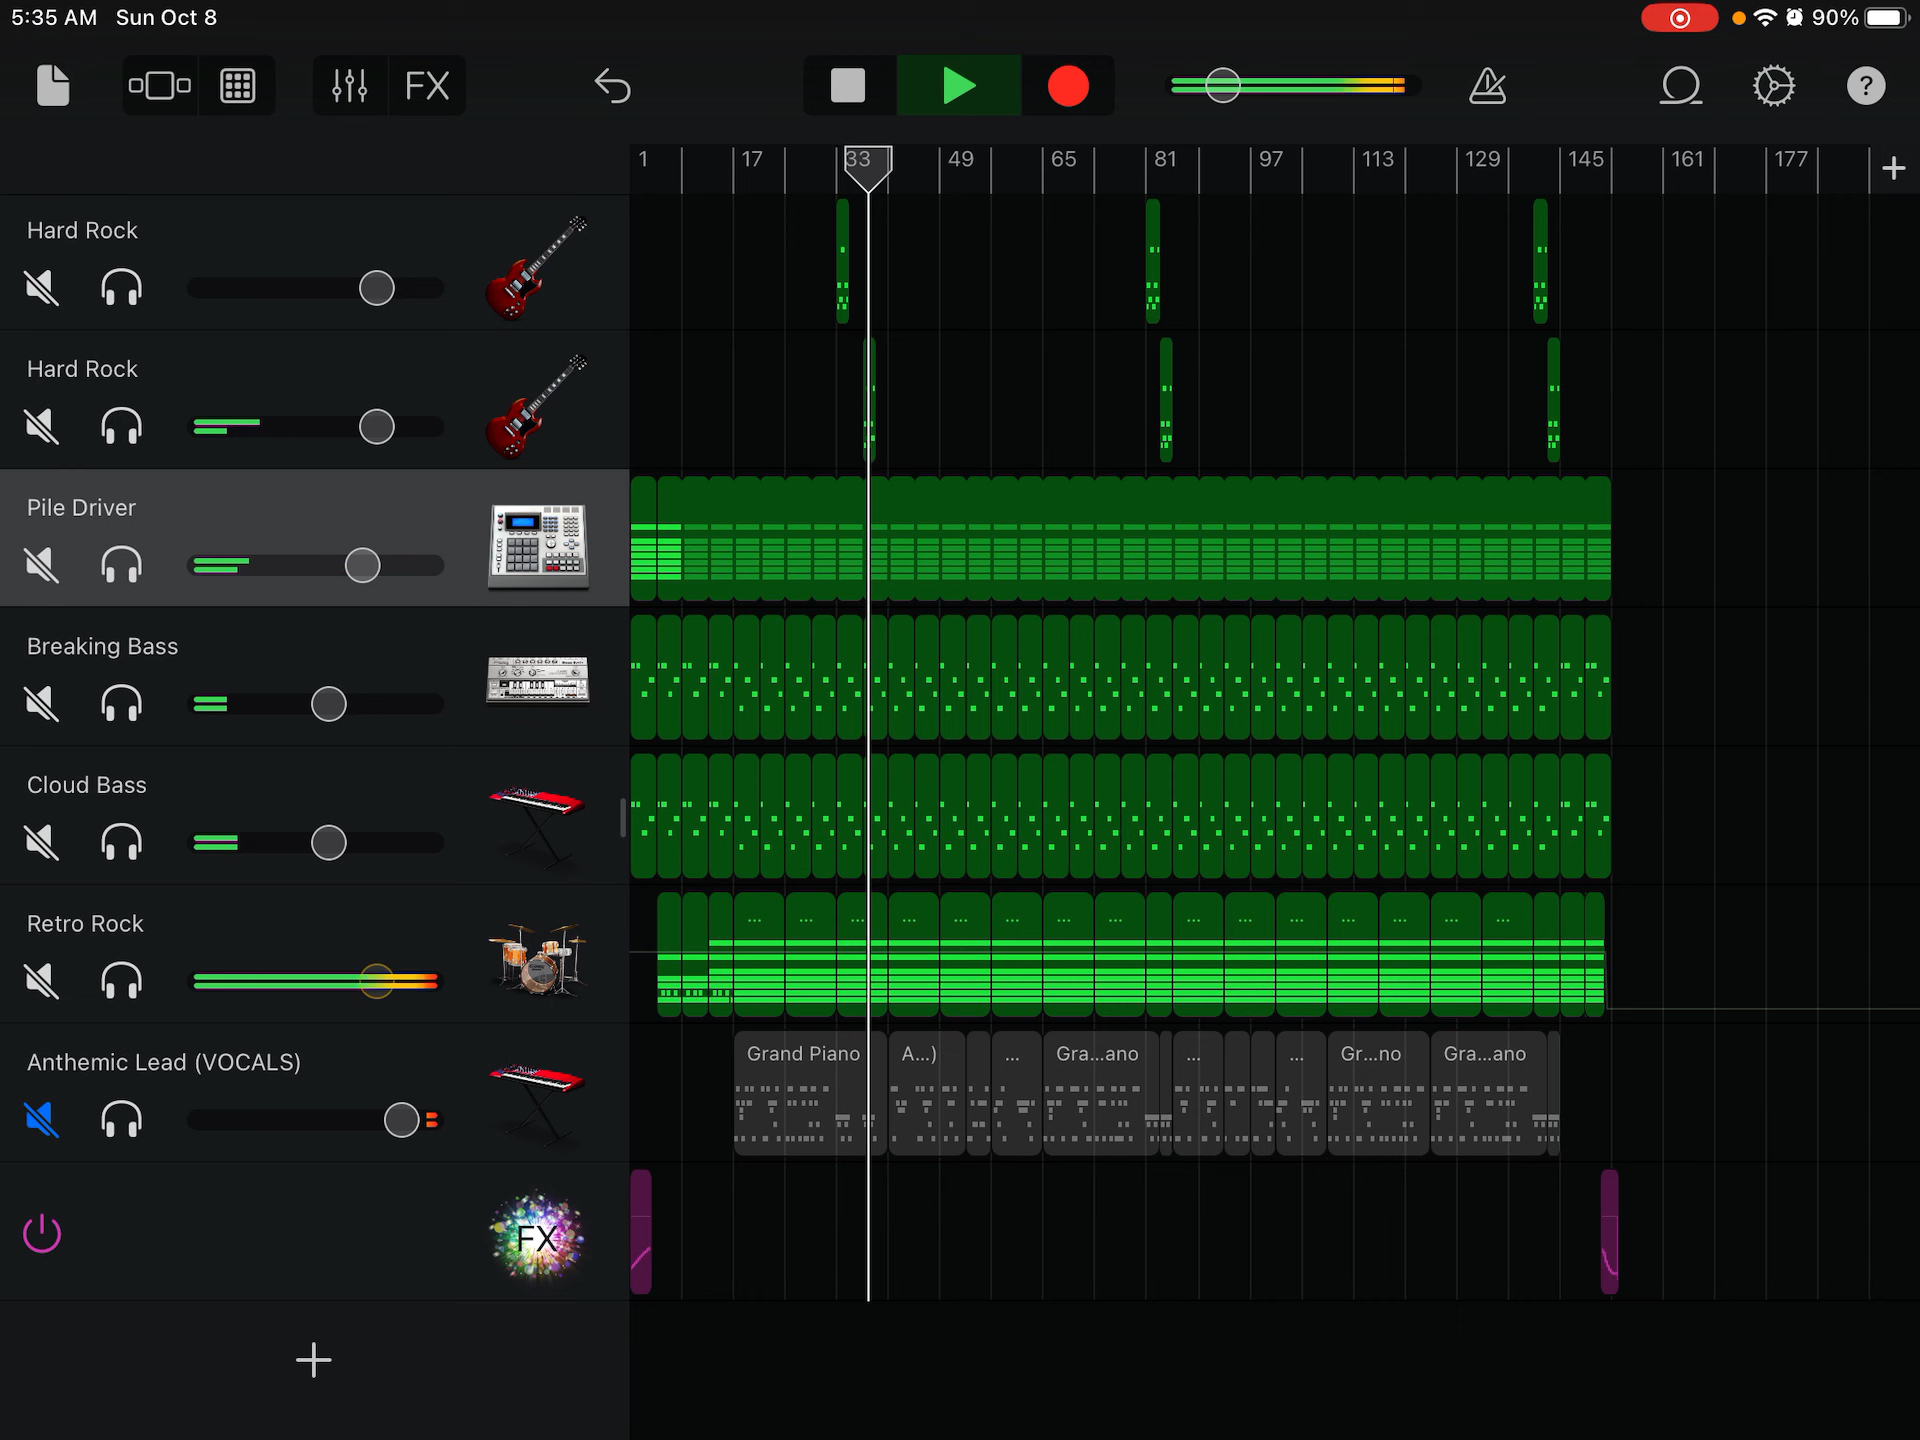 5:35 AM Sun Oct 8 90%
FX ?
1 17 33 49 65 81 97 113 129 145 161 177
Hard Rock
Hard Rock
Pile Driver
Breaking Bass
Cloud Bass
Retro Rock
... ... ... ... ... ... ... ... ... ... ... ... ... ... ...
Anthemic Lead (VOCALS)
Grand Piano A...) ... Gra...ano ... ... Gr...no Gra...ano
FX